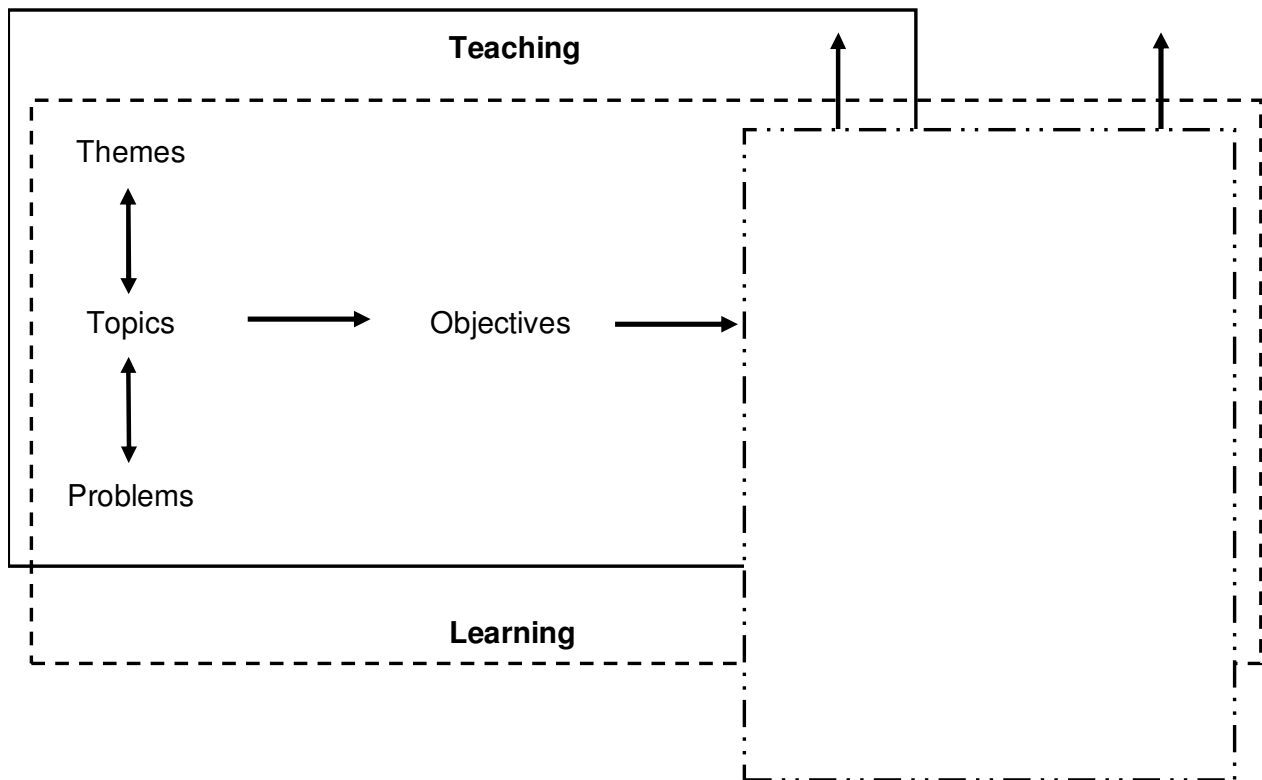 Teaching
Themes
Topics
Objectives
Problems
Learning